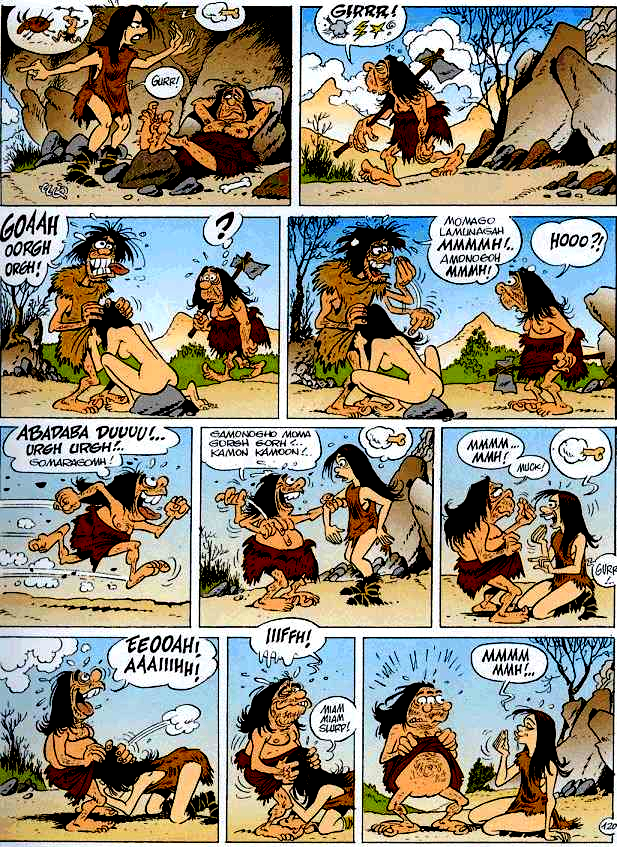 GURR!
GRRR!
GOAAH
OORGH
ORGH!
?
MOMAGO
LAMUNAGAH
MMMMH!..
AMONOGOH
MMMH!
HOOO?!
ABADABA DUUUU!...
URGH URGH!..
GOMARAGOMH!
GAMONOGHO MOMA
GORGH GORH!...
KAMON KAMOON!..
MMMM...
MMH!
MUCK!
GURR
!..
EEOOAH!
AAAIIIHH!
IIIFFH!
MIAM
MIAM
SLURP!
MMMM
MMH!...
120